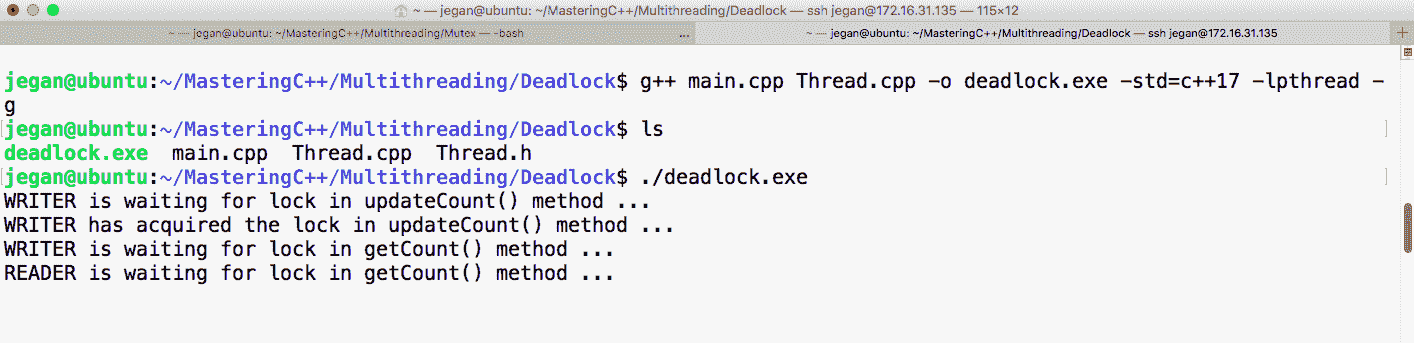 ~ — jegan@ubuntu: ~/MasteringC++/Multithreading/Deadlock — ssh jegan@172.16.31.135 — 115×12
~ — jegan@ubuntu: ~/MasteringC++/Multithreading/Mutex — -bash ... ~ — jegan@ubuntu: ~/MasteringC++/Multithreading/Deadlock — ssh jegan@172.16.31.135 +
jegan@ubuntu:~/MasteringC++/Multithreading/Deadlock$ g++ main.cpp Thread.cpp -o deadlock.exe -std=c++17 -lpthread -
g
[jegan@ubuntu:~/MasteringC++/Multithreading/Deadlock$ ls ]
deadlock.exe main.cpp Thread.cpp Thread.h
[jegan@ubuntu:~/MasteringC++/Multithreading/Deadlock$ ./deadlock.exe ]
WRITER is waiting for lock in updateCount() method ...
WRITER has acquired the lock in updateCount() method ...
WRITER is waiting for lock in getCount() method ...
READER is waiting for lock in getCount() method ...